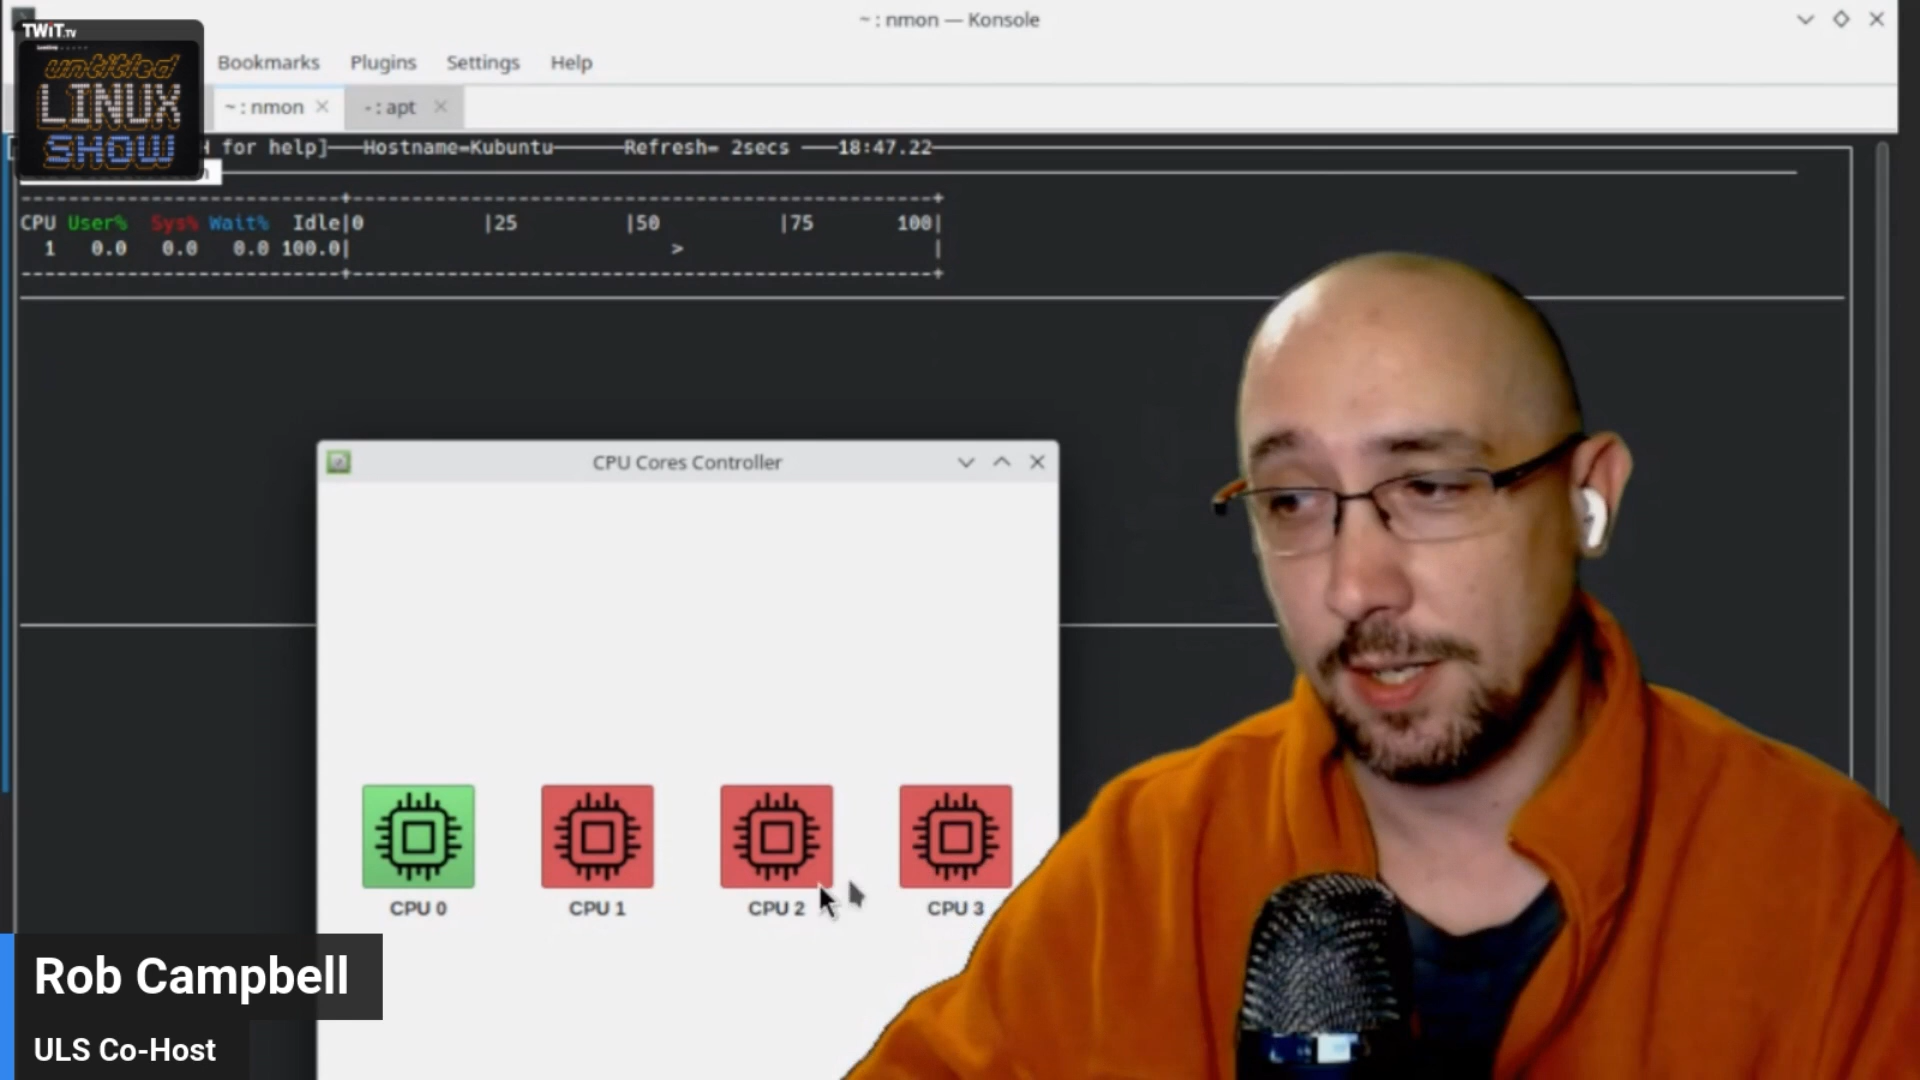 ~ : nmon — Konsole
TWiT.TV
untitled
LINUX
SHOW
Bookmarks Plugins Settings Help
~ : nmon
- : apt
H for help] Hostname=Kubuntu Refresh= 2secs 18:47.22
CPU User% Sys% Wait% Idle|0 |25 |50 |75 100|
1 0.0 0.0 0.0 100.0| > |
CPU Cores Controller
CPU 0 CPU 1 CPU 2 CPU 3
Rob Campbell
ULS Co-Host